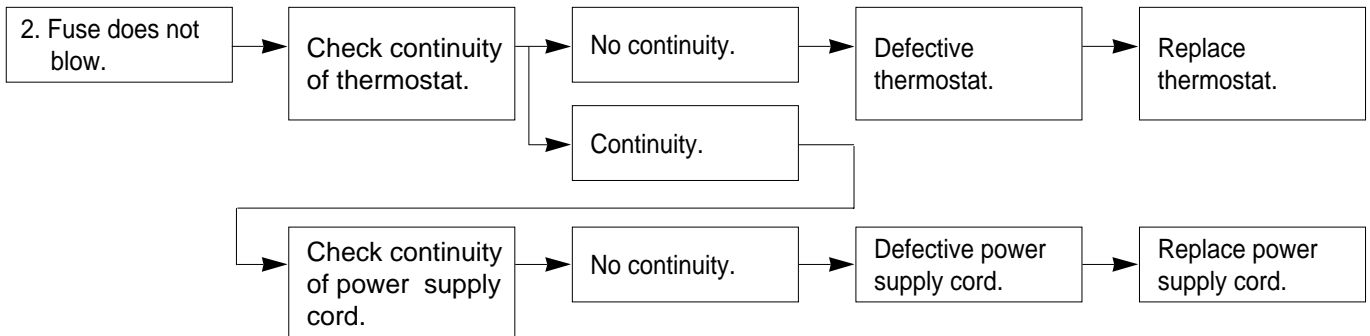 2. Fuse does not
blow.
Check continuity
of thermostat.
No continuity.
Defective
thermostat.
Replace
thermostat.
Continuity.
Check continuity
of power supply
cord.
No continuity.
Defective power
supply cord.
Replace power
supply cord.